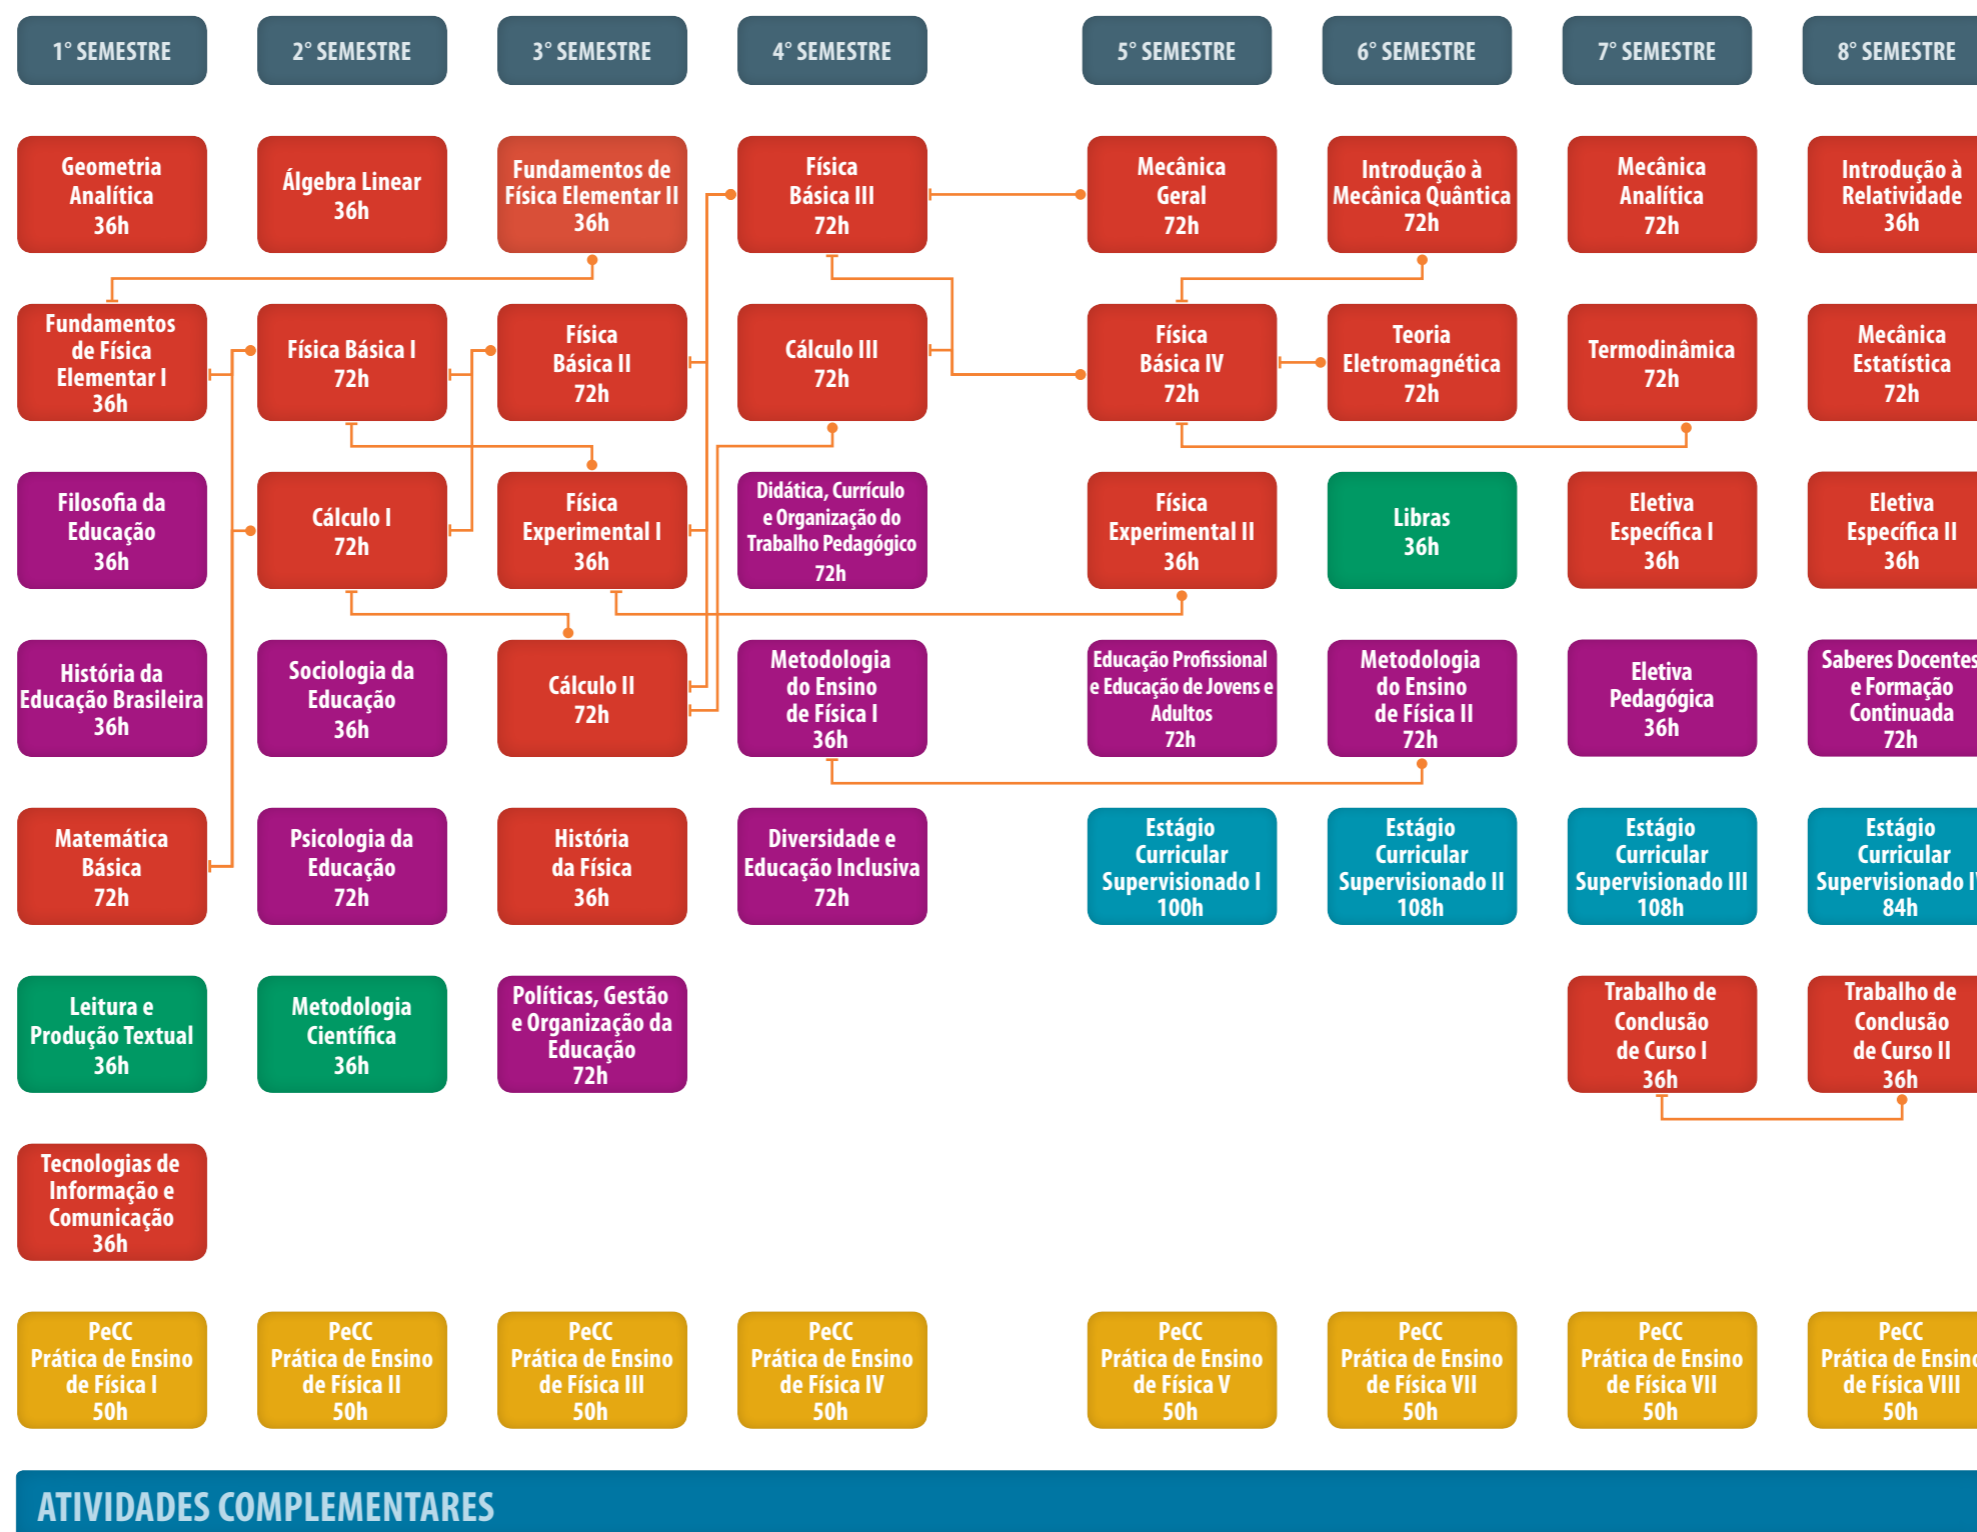 1° SEMESTRE
2° SEMESTRE
3° SEMESTRE
4° SEMESTRE
5° SEMESTRE
6° SEMESTRE
7° SEMESTRE
8° SEMESTRE
Geometria
Analítica
36h
Álgebra Linear
36h
Fundamentos de
Física Elementar II
36h
Física
Básica III
72h
Mecânica
Geral
72h
Introdução à
Mecânica Quântica
72h
Mecânica
Analítica
72h
Introdução à
Relatividade
36h
Fundamentos
de Física
Elementar I
36h
Física Básica I
72h
Física
Básica II
72h
Cálculo III
72h
Física
Básica IV
72h
Teoria
Eletromagnética
72h
Termodinâmica
72h
Mecânica
Estatística
72h
Filosofia da
Educação
36h
Cálculo I
72h
Física
Experimental I
36h
Didática, Currículo
e Organização do
Trabalho Pedagógico
72h
Física
Experimental II
36h
Libras
36h
Eletiva
Específica I
36h
Eletiva
Específica II
36h
História da
Educação Brasileira
36h
Sociologia da
Educação
36h
Cálculo II
72h
Metodologia
do Ensino
de Física I
36h
Educação Profissional
e Educação de Jovens e
Adultos
72h
Metodologia
do Ensino
de Física II
72h
Eletiva
Pedagógica
36h
Saberes Docentes
e Formação
Continuada
72h
Matemática
Básica
72h
Psicologia da
Educação
72h
História
da Física
36h
Diversidade e
Educação Inclusiva
72h
Estágio
Curricular
Supervisionado I
100h
Estágio
Curricular
Supervisionado II
108h
Estágio
Curricular
Supervisionado III
108h
Estágio
Curricular
Supervisionado IV
84h
Leitura e
Produção Textual
36h
Metodologia
Científica
36h
Políticas, Gestão
e Organização da
Educação
72h
Trabalho de
Conclusão
de Curso I
36h
Trabalho de
Conclusão
de Curso II
36h
Tecnologias de
Informação e
Comunicação
36h
PeCC
Prática de Ensino
de Física I
50h
PeCC
Prática de Ensino
de Física II
50h
PeCC
Prática de Ensino
de Física III
50h
PeCC
Prática de Ensino
de Física IV
50h
PeCC
Prática de Ensino
de Física V
50h
PeCC
Prática de Ensino
de Física VII
50h
PeCC
Prática de Ensino
de Física VII
50h
PeCC
Prática de Ensino
de Física VIII
50h
ATIVIDADES COMPLEMENTARES